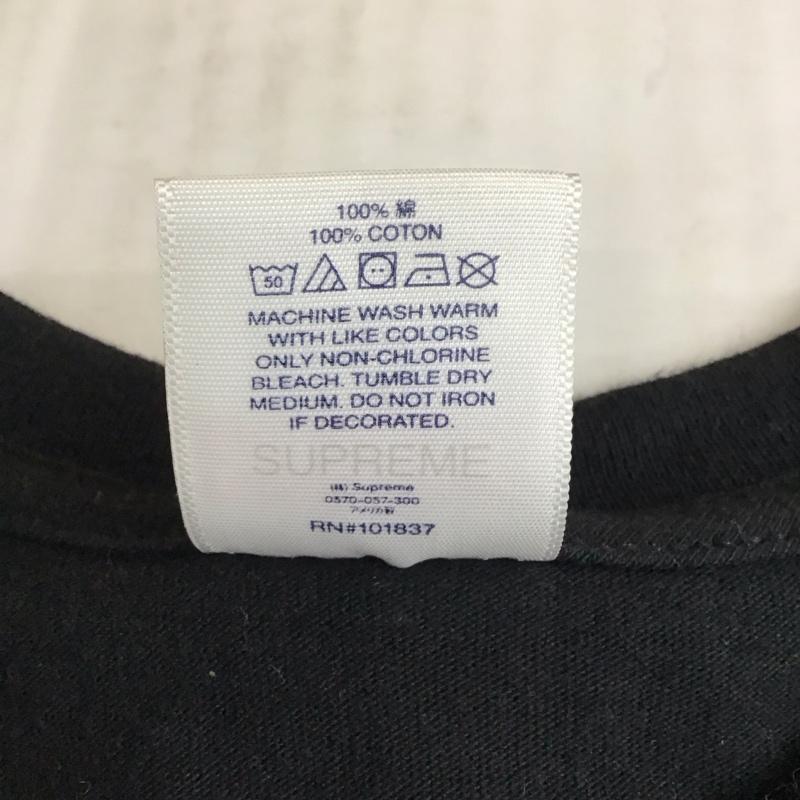 100% 綿
100% COTON
50
MACHINE WASH WARM
WITH LIKE COLORS
ONLY NON-CHLORINE
BLEACH. TUMBLE DRY
MEDIUM. DO NOT IRON
IF DECORATED.
SUPREME
(株) Supreme
0570-057-300
アメリカ製
RN#101837